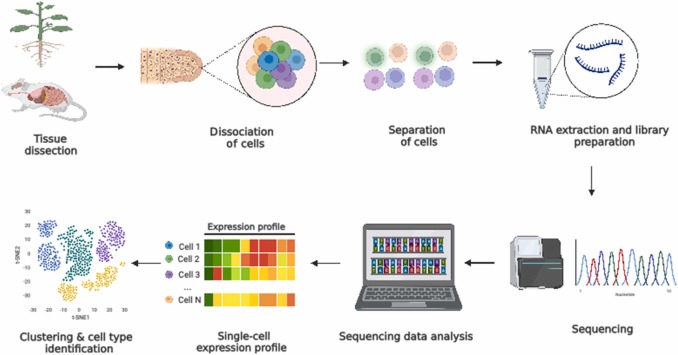 Tissue
dissection
Dissociation
of cells
Separation
of cells
RNA extraction and library
preparation
Expression profile
Cell 1
Cell 2
Cell 3
...
Cell N
t-SNE2
30
20
10
0
-10
-20
-30
-30 -20 -10 0 10 20 30
t-SNE1
Clustering & cell type
identification
Single-cell
expression profile
Sequencing data analysis
Nucleotide
Sequencing